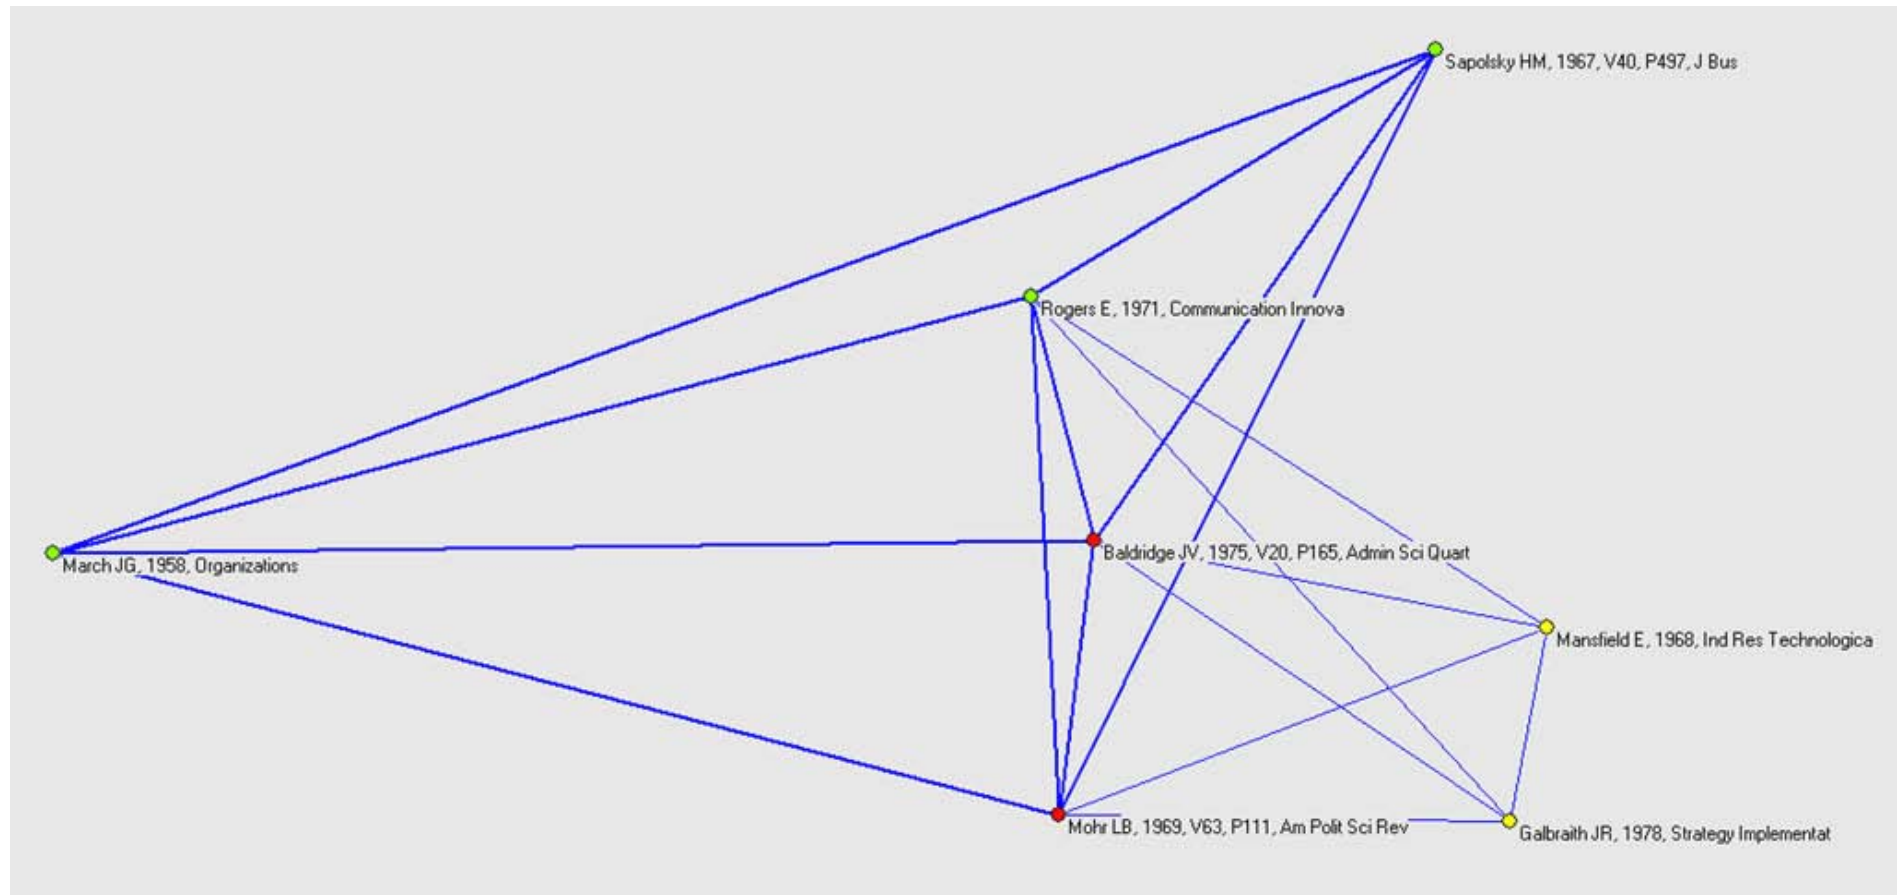 Sapolsky HM, 1967, V40, P497, J Bus
Rogers E, 1971, Communication Innova
Baldridge JV, 1975, V20, P165, Admin Sci Quart
March JG, 1958, Organizations
Mansfield E, 1968, Ind Res Technologica
Mohr LB, 1969, V63, P111, Am Polit Sci Rev
Galbraith JR, 1978, Strategy Implementat